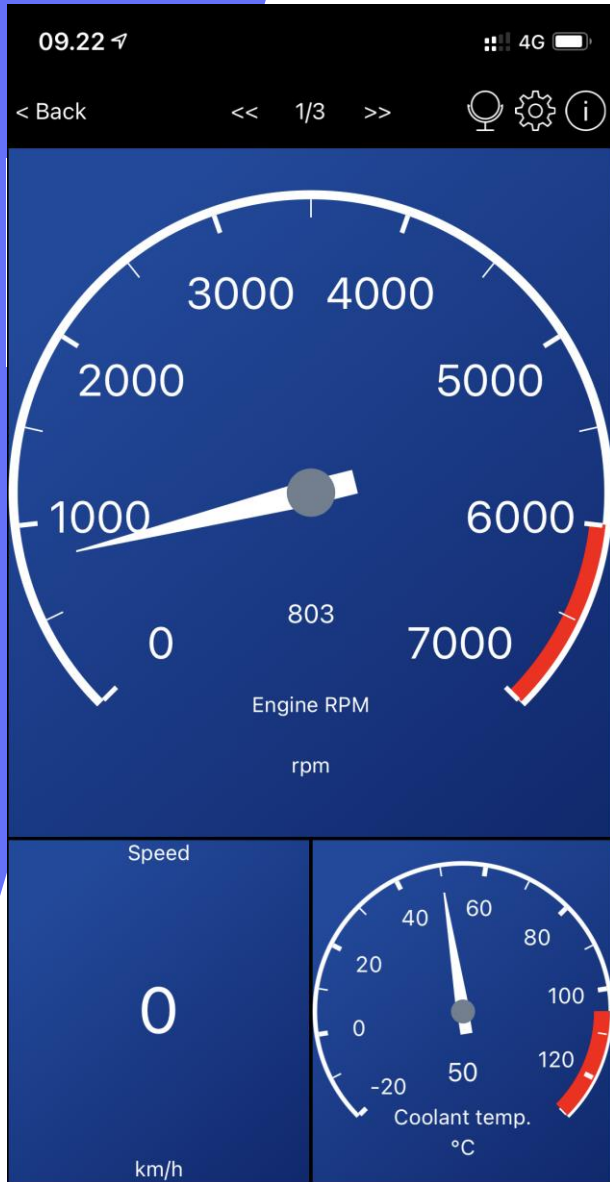 09.22 4G
< Back << 1/3 >> i
3000 4000
2000 5000
1000 6000
803
0 7000
Engine RPM
rpm
Speed
0
km/h
40 60
20 80
0 100
-20 120
50
Coolant temp.
°C